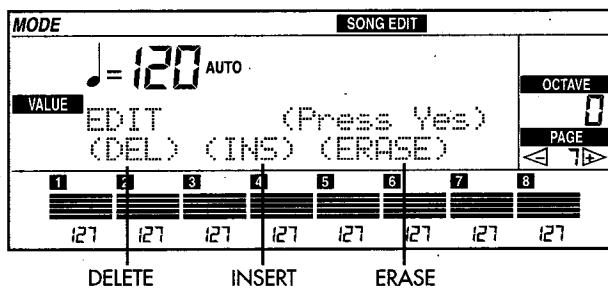 MODE SONG EDIT
♩=120 AUTO
OCTAVE
VALUE
0
EDIT (Press Yes)
PAGE
(DEL) (INS) (ERASE)
- 7 +
1 2 3 4 5 6 7 8
127 127 127 127 127 127 127 127
DELETE INSERT ERASE